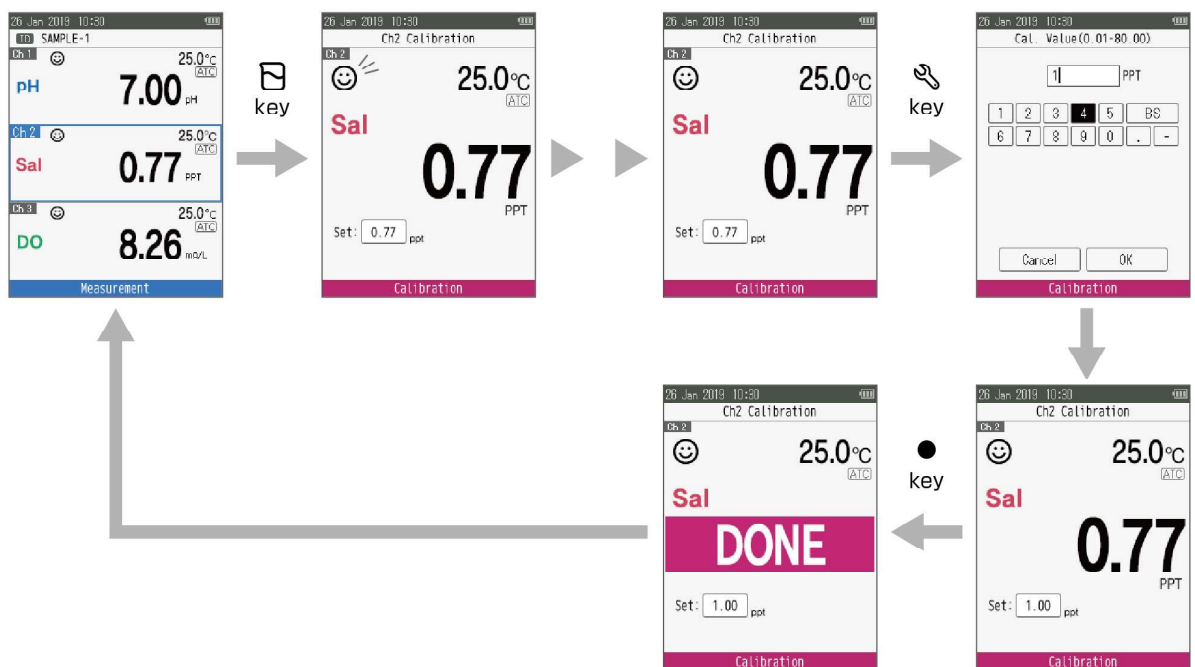 26 Jan 2019 10:30
ID SAMPLE-1
Ch 1 25.0°C
ATC
pH 7.00 pH
Ch 2 25.0°C
ATC
Sal 0.77 PPT
Ch 3 25.0°C
ATC
DO 8.26 mg/L
Measurement
key
26 Jan 2019 10:30
Ch2 Calibration
Ch 2
25.0°C
ATC
Sal
0.77
PPT
Set: 0.77 ppt
Calibration
26 Jan 2019 10:30
Ch2 Calibration
Ch 2
25.0°C
ATC
Sal
0.77
PPT
Set: 0.77 ppt
Calibration
key
26 Jan 2019 10:30
Cal. Value(0.01-80.00)
1 PPT
1 2 3 4 5 BS
6 7 8 9 0 . -
Cancel OK
Calibration
26 Jan 2019 10:30
Ch2 Calibration
Ch 2
25.0°C
ATC
Sal
0.77
PPT
Set: 1.00 ppt
Calibration
key
26 Jan 2019 10:30
Ch2 Calibration
Ch 2
25.0°C
ATC
Sal
DONE
Set: 1.00 ppt
Calibration